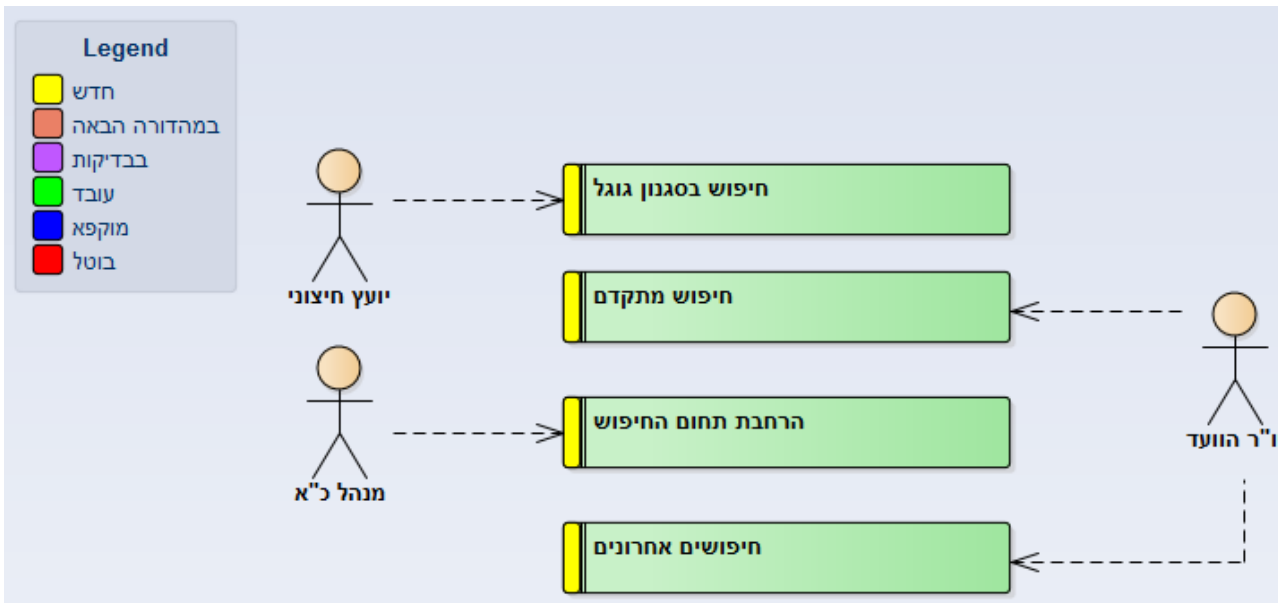 Legend
חדש
במהדורה הבאה
בבדיקות
עובד
מוקפא
בוטל
חיפוש בסגנון גוגל
יועץ חיצוני
חיפוש מתקדם
הרחבת תחום החיפוש
ו"ר הוועד
מנהל כ"א
חיפושים אחרונים